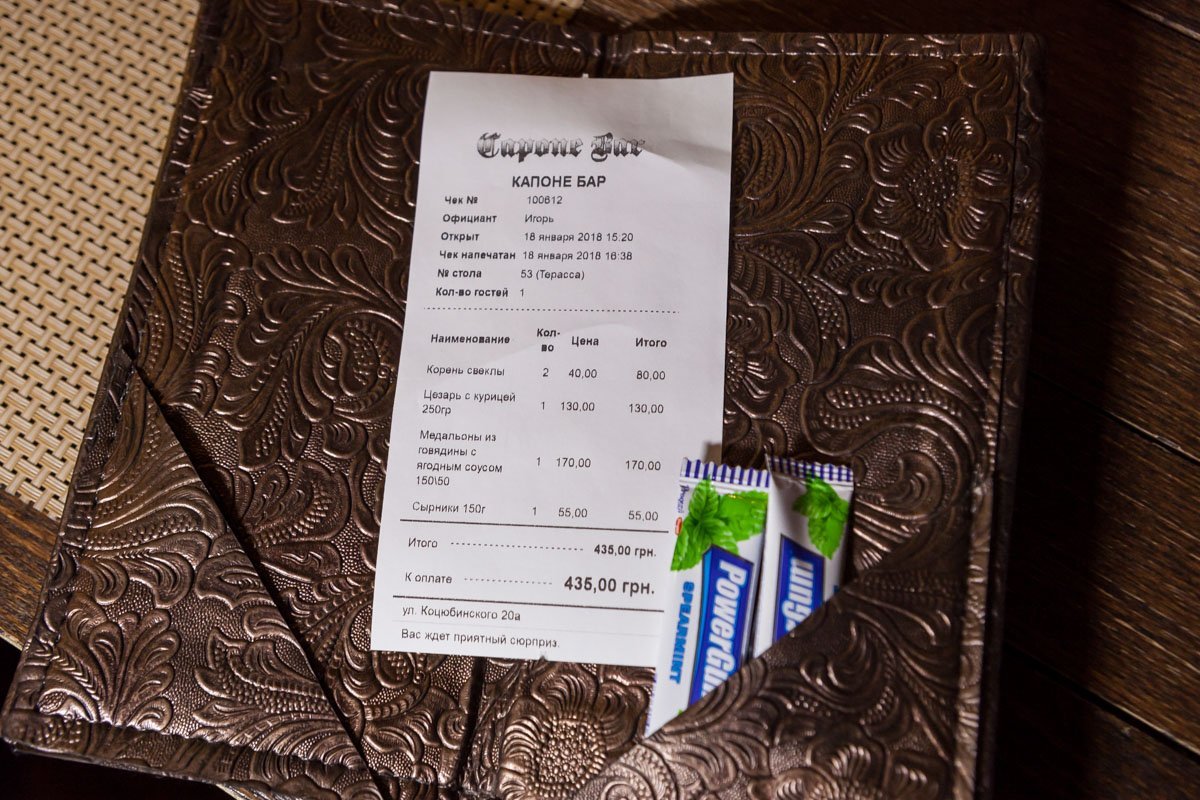 Capone Bar
КАПОНЕ БАР
Чек № 100612
Официант Игорь
Открыт 18 января 2018 15:20
Чек напечатан 18 января 2018 16:38
№ стола 53 (Терасса)
Кол-во гостей 1
Наименование Кол-во Цена Итого
Корень свеклы 2 40,00 80,00
Цезарь с курицей 1 130,00 130,00
250гр
Медальоны из
говядины с
ягодным соусом 1 170,00 170,00
150\50
Сырники 150г 1 55,00 55,00
Итого 435,00 грн.
К оплате 435,00 грн.
ул. Коцюбинского 20а
Вас ждет приятный сюрприз.
PowerGum
SPEARMINT